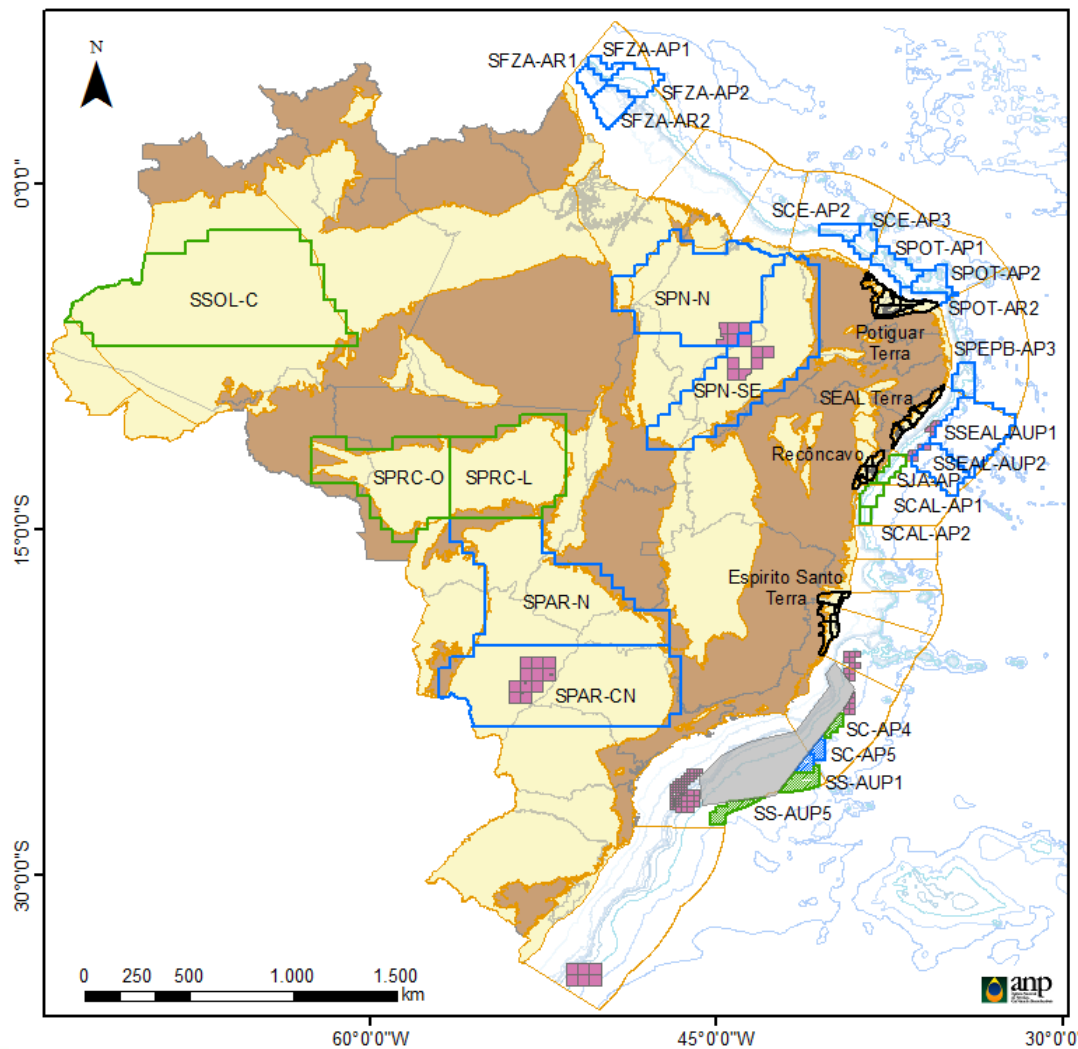 N
SFZA-AP1
SFZA-AR1
SFZA-AP2
SFZA-AR2
0°0'0"
SCE-AP2
SCE-AP3
SPOT-AP1
SPOT-AP2
SSOL-C
SPN-N
SPOT-AR2
Potiguar
Terra
SPEPB-AP3
SPN-SE
SEAL Terra
SSEAL-AUP1
Recôncavo
SSEAL-AUP2
SPRC-O
SPRC-L
SJA-AP
SCAL-AP1
SCAL-AP2
15°0'0"S
Espirito Santo
Terra
SPAR-N
SPAR-CN
SC-AP4
SC-AP5
SS-AUP1
SS-AUP5
30°0'0"S
0 250 500 1.000 1.500
km
anp
60°0'0"W
45°0'0"W
30°0'0